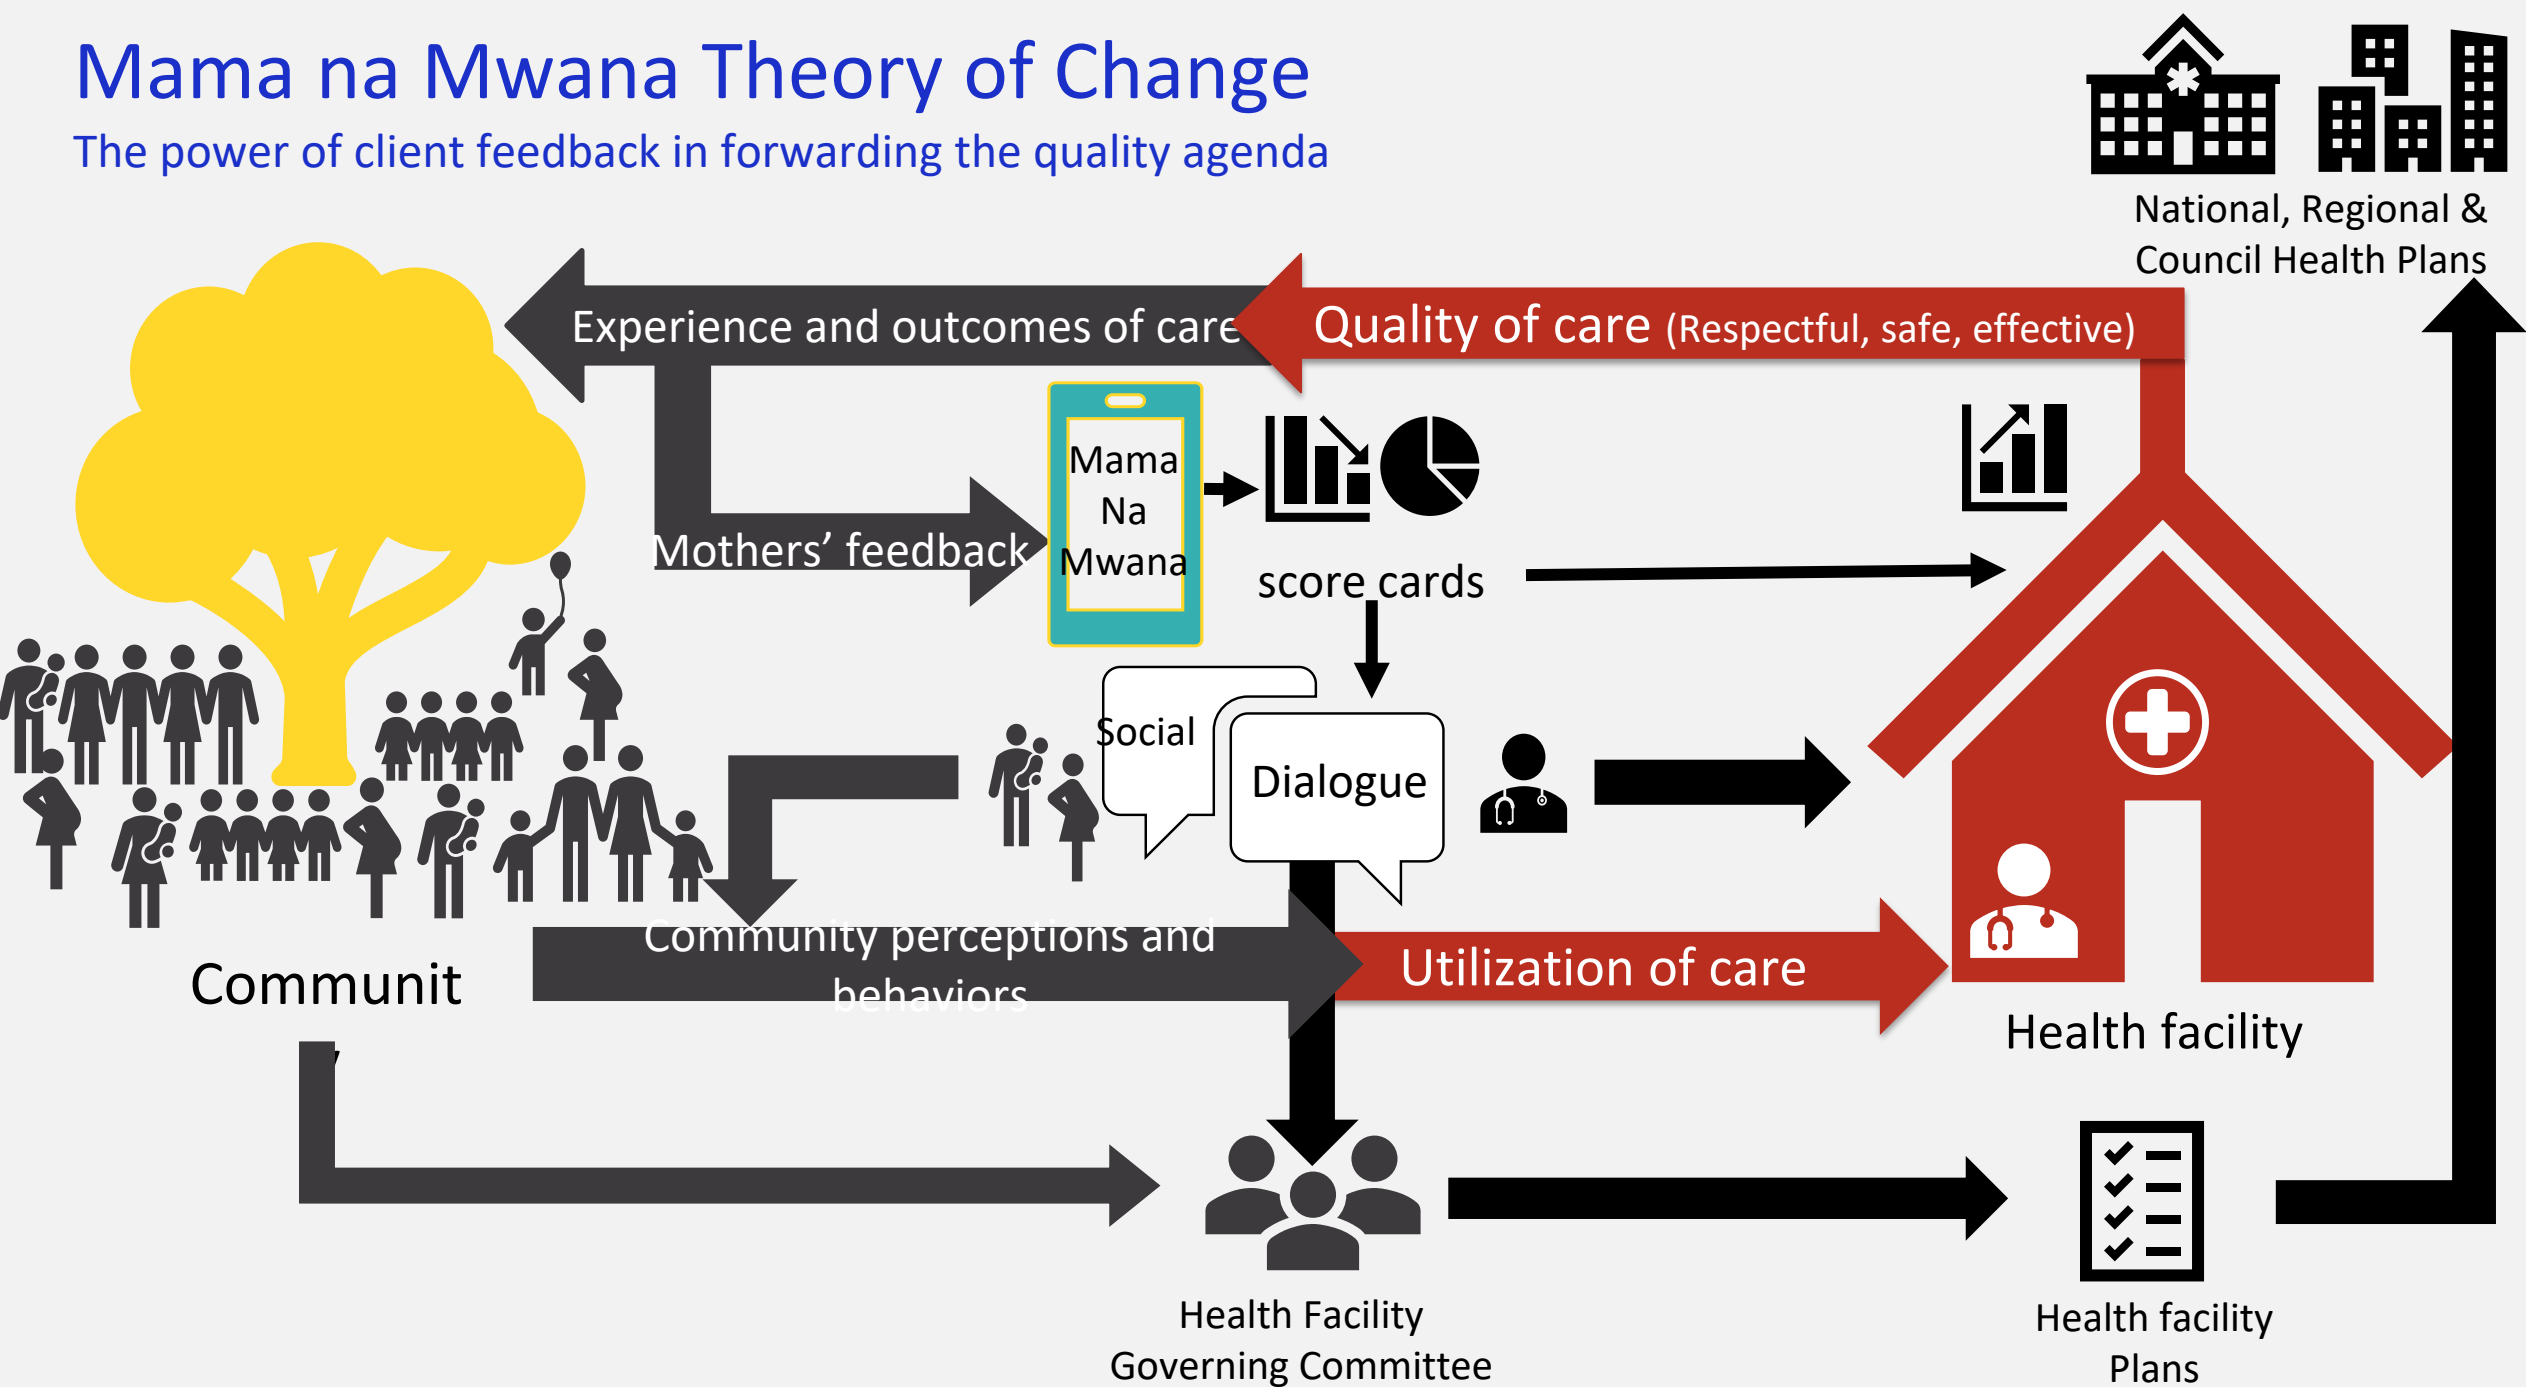 Mama na Mwana Theory of Change
The power of client feedback in forwarding the quality agenda
National, Regional &
Council Health Plans
Experience and outcomes of care
Quality of care (Respectful, safe, effective)
Mama
Na
Mwana
Mothers' feedback
score cards
Social
Dialogue
Community perceptions and
behaviors
Utilization of care
Communit
y
Health facility
Health Facility
Governing Committee
Health facility
Plans